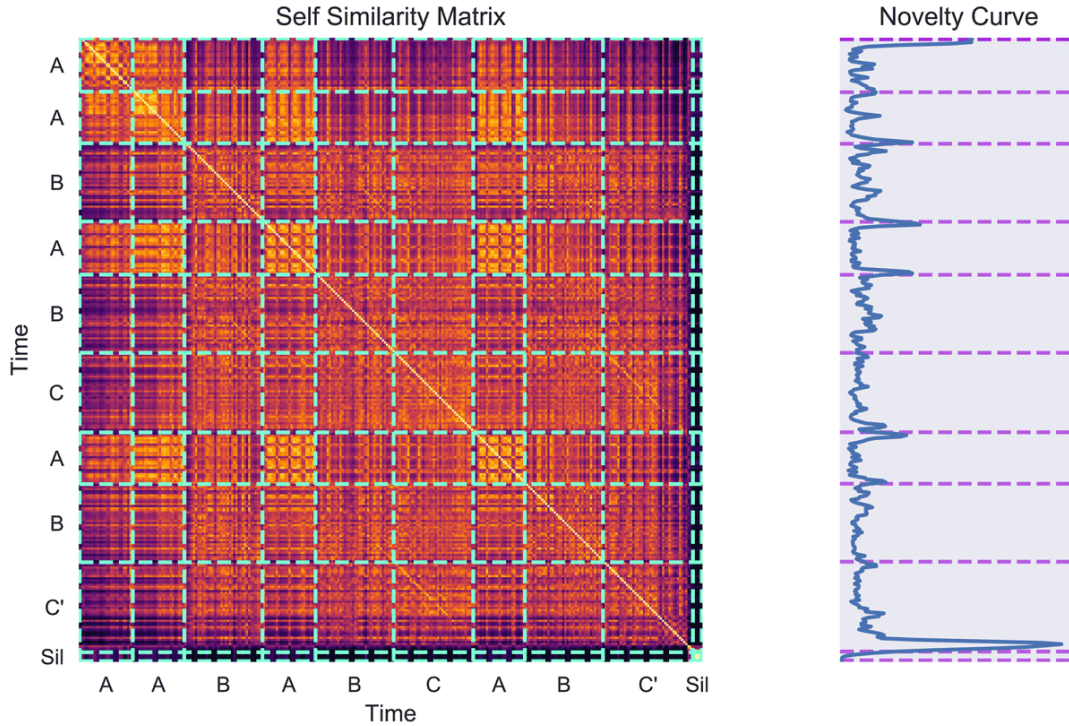 Self Similarity Matrix
Novelty Curve
A
A
B
A
B
C
A
B
C'
Sil
Time
A A B A B C A B C' Sil
Time